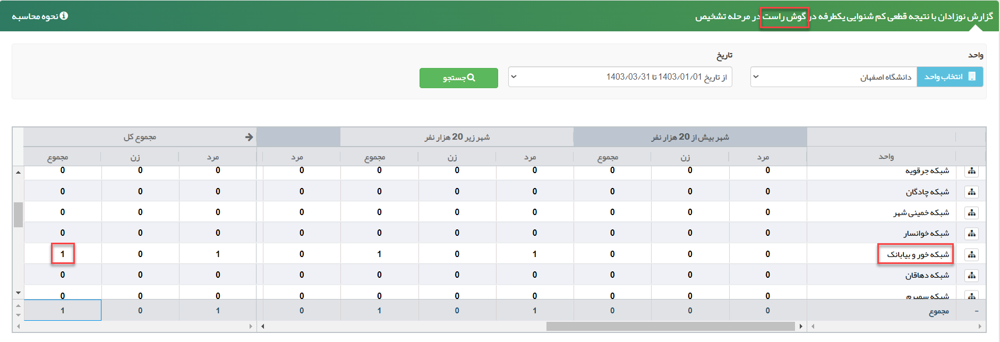 گزارش نوزادان با نتیجه قطعی کم شنوایی یکطرفه در گوش راست در مرحله تشخیص
نحوه محاسبه
واحد
تاریخ
انتخاب واحد
دانشگاه اصفهان
از تاریخ 1403/01/01 تا 1403/03/31
جستجو
شهر بیش از 20 هزار نفر شهر زیر 20 هزار نفر مجموع کل
واحد مرد زن مجموع مرد زن مجموع مرد مرد زن مجموع
شبکه جرقویه 0 0 0 0 0 0 0 0 0 0
شبکه چادگان 0 0 0 0 0 0 0 0 0 0
شبکه خمینی شهر 0 0 0 0 0 0 0 0 0 0
شبکه خوانسار 0 0 0 0 0 0 0 0 0 0
شبکه خور و بیابانک 0 0 0 1 0 1 0 1 0 1
شبکه دهاقان 0 0 0 0 0 0 0 0 0 0
شبکه سمیرم 0 0 0 0 0 0 0 0 0 0
- مجموع 0 0 0 1 0 1 0 1 0 1